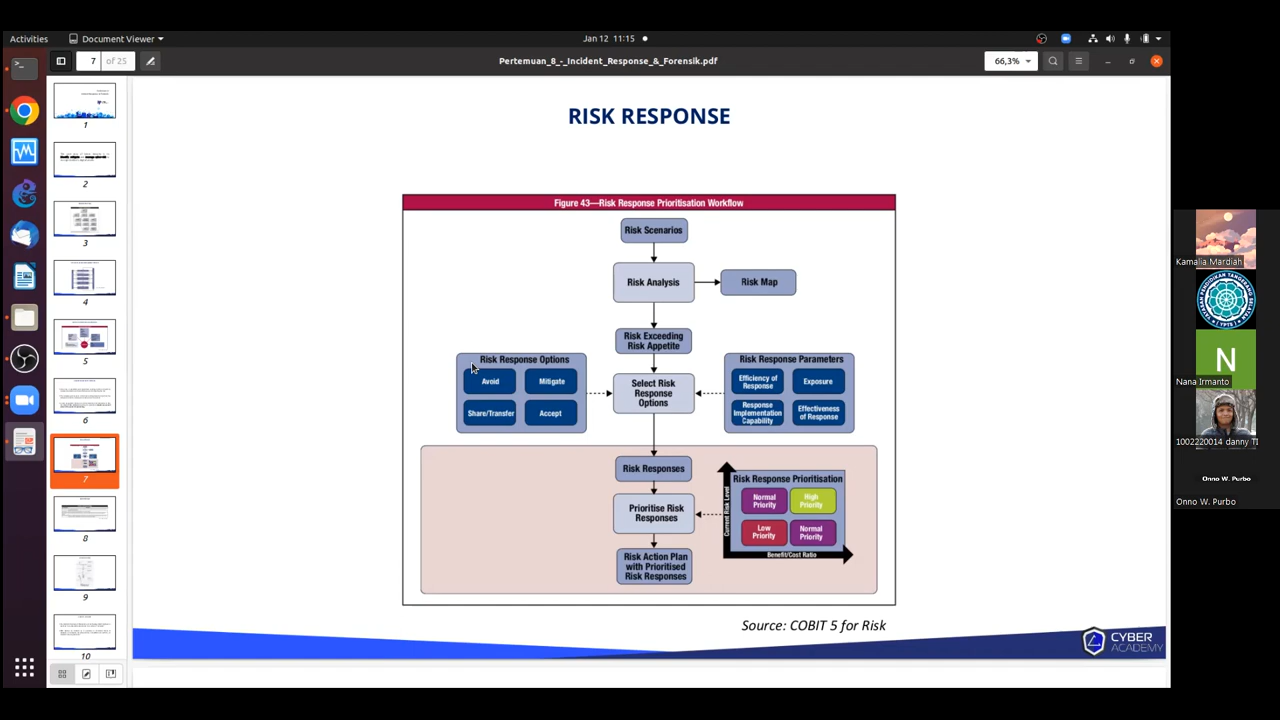 Activities
Document Viewer
Jan 12 11:15
7
of 25
Pertemuan_8_-_Incident_Response_&_Forensik.pdf
66,3%
1
2
3
4
5
6
7
8
9
10
RISK RESPONSE
Figure 43—Risk Response Prioritisation Workflow
Risk Scenarios
Risk Analysis
Risk Map
Risk Exceeding
Risk Appetite
Risk Response Options
Avoid
Mitigate
Share/Transfer
Accept
Select Risk
Response
Options
Risk Response Parameters
Efficiency of
Response
Exposure
Response
Implementation
Capability
Effectiveness
of Response
Risk Responses
Prioritise Risk
Responses
Risk Action Plan
with Prioritised
Risk Responses
Risk Response Prioritisation
Current Risk Level
Normal
Priority
High
Priority
Low
Priority
Normal
Priority
Benefit/Cost Ratio
Source: COBIT 5 for Risk
CYBER
ACADEMY
Kamalia Mardiah
N
Nana Irmanto
1002220014 danny TI
Onno W. Purbo
Onno W. Purbo